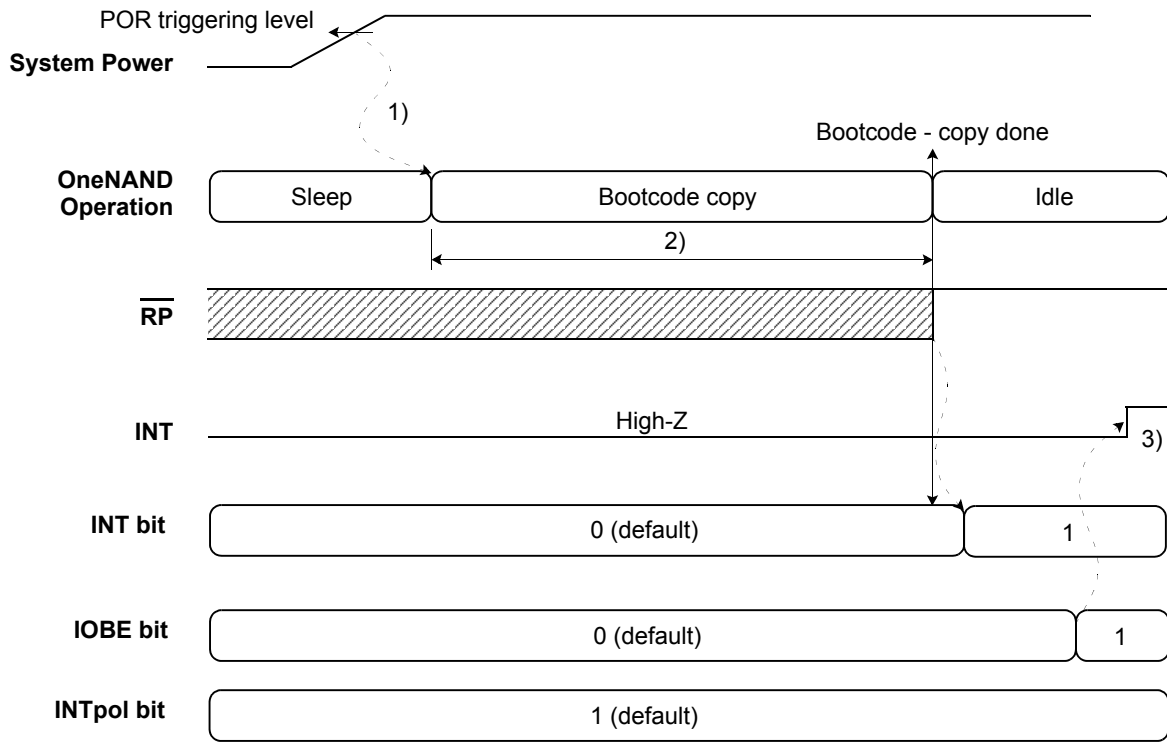 POR triggering level
System Power
1)
Bootcode - copy done
OneNAND
Operation
Sleep
Bootcode copy
Idle
2)
RP
High-Z
INT
3)
INT bit
0 (default)
1
IOBE bit
0 (default)
1
INTpol bit
1 (default)